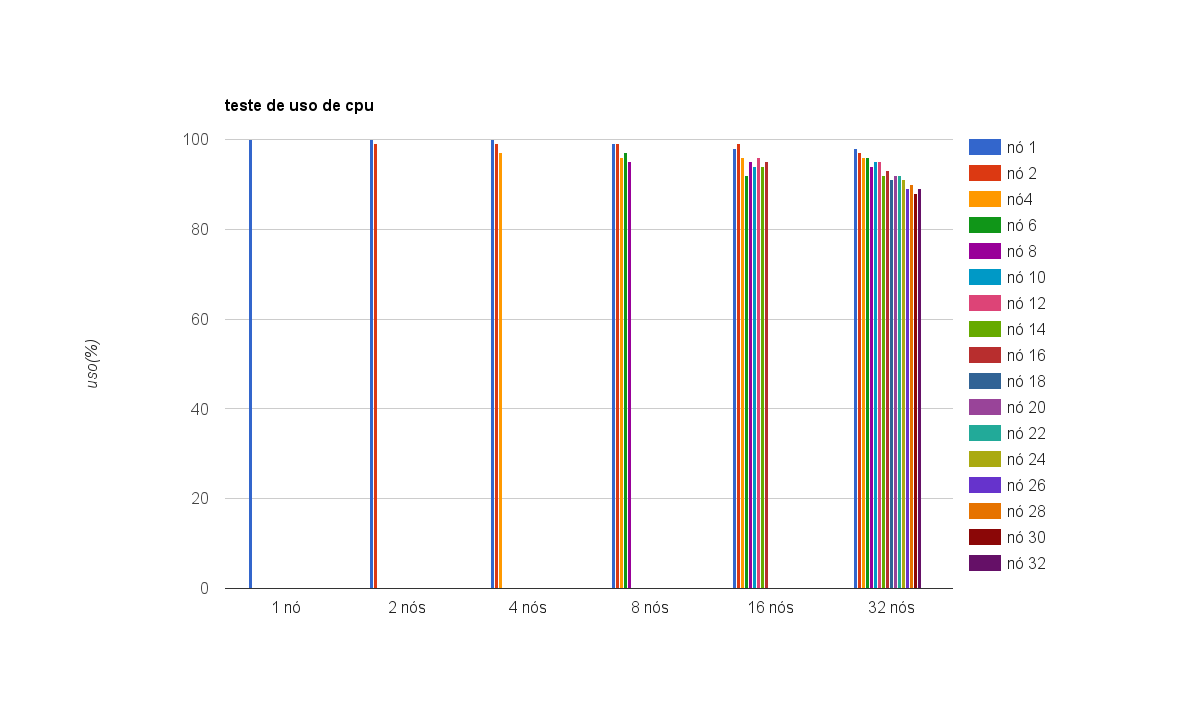 teste de uso de cpu
uso(%)
100
80
60
40
20
0
1 nó
2 nós
4 nós
8 nós
16 nós
32 nós
nó 1
nó 2
nó4
nó 6
nó 8
nó 10
nó 12
nó 14
nó 16
nó 18
nó 20
nó 22
nó 24
nó 26
nó 28
nó 30
nó 32